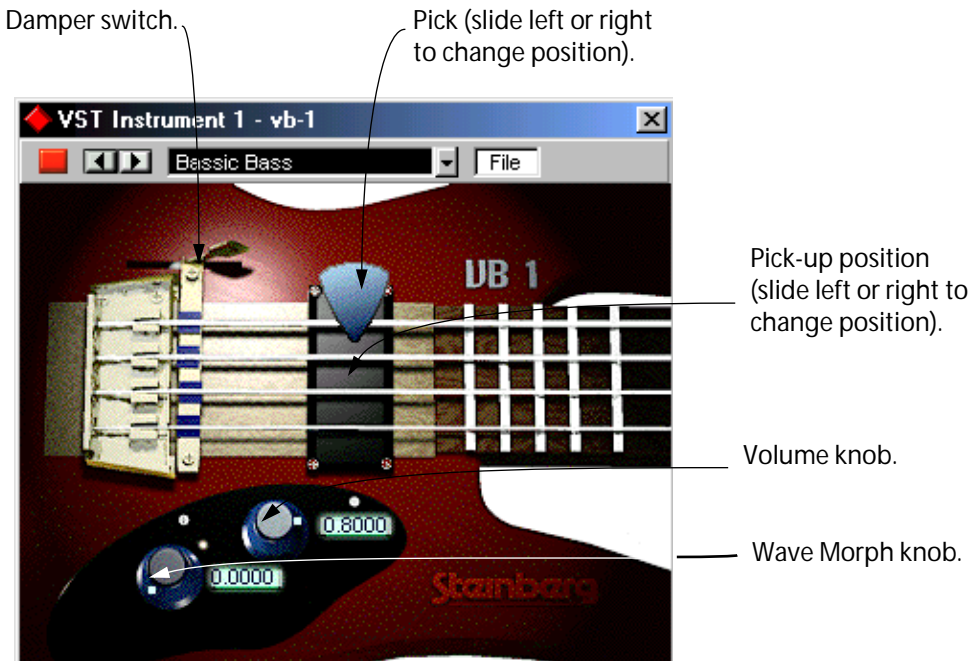 Damper switch.
Pick (slide left or right
to change position).
VST Instrument 1 - vb-1
Bassic Bass
File
VB 1
Pick-up position
(slide left or right to
change position).
Volume knob.
0.8000
Wave Morph knob.
0.0000
Stainbarg